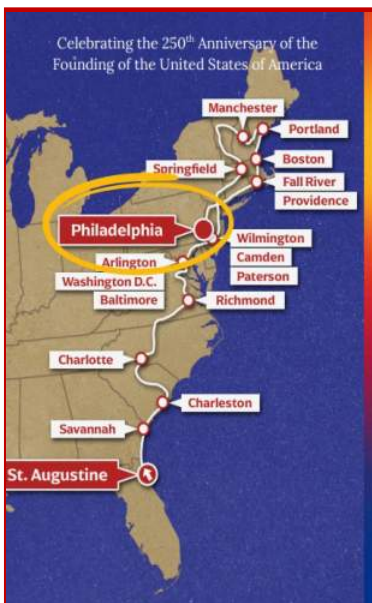 Celebrating the 250th Anniversary of the
Founding of the United States of America
Manchester
Portland
Springfield
Boston
Fall River
Providence
Philadelphia
Wilmington
Camden
Paterson
Arlington
Washington D.C.
Baltimore
Richmond
Charlotte
Charleston
Savannah
St. Augustine